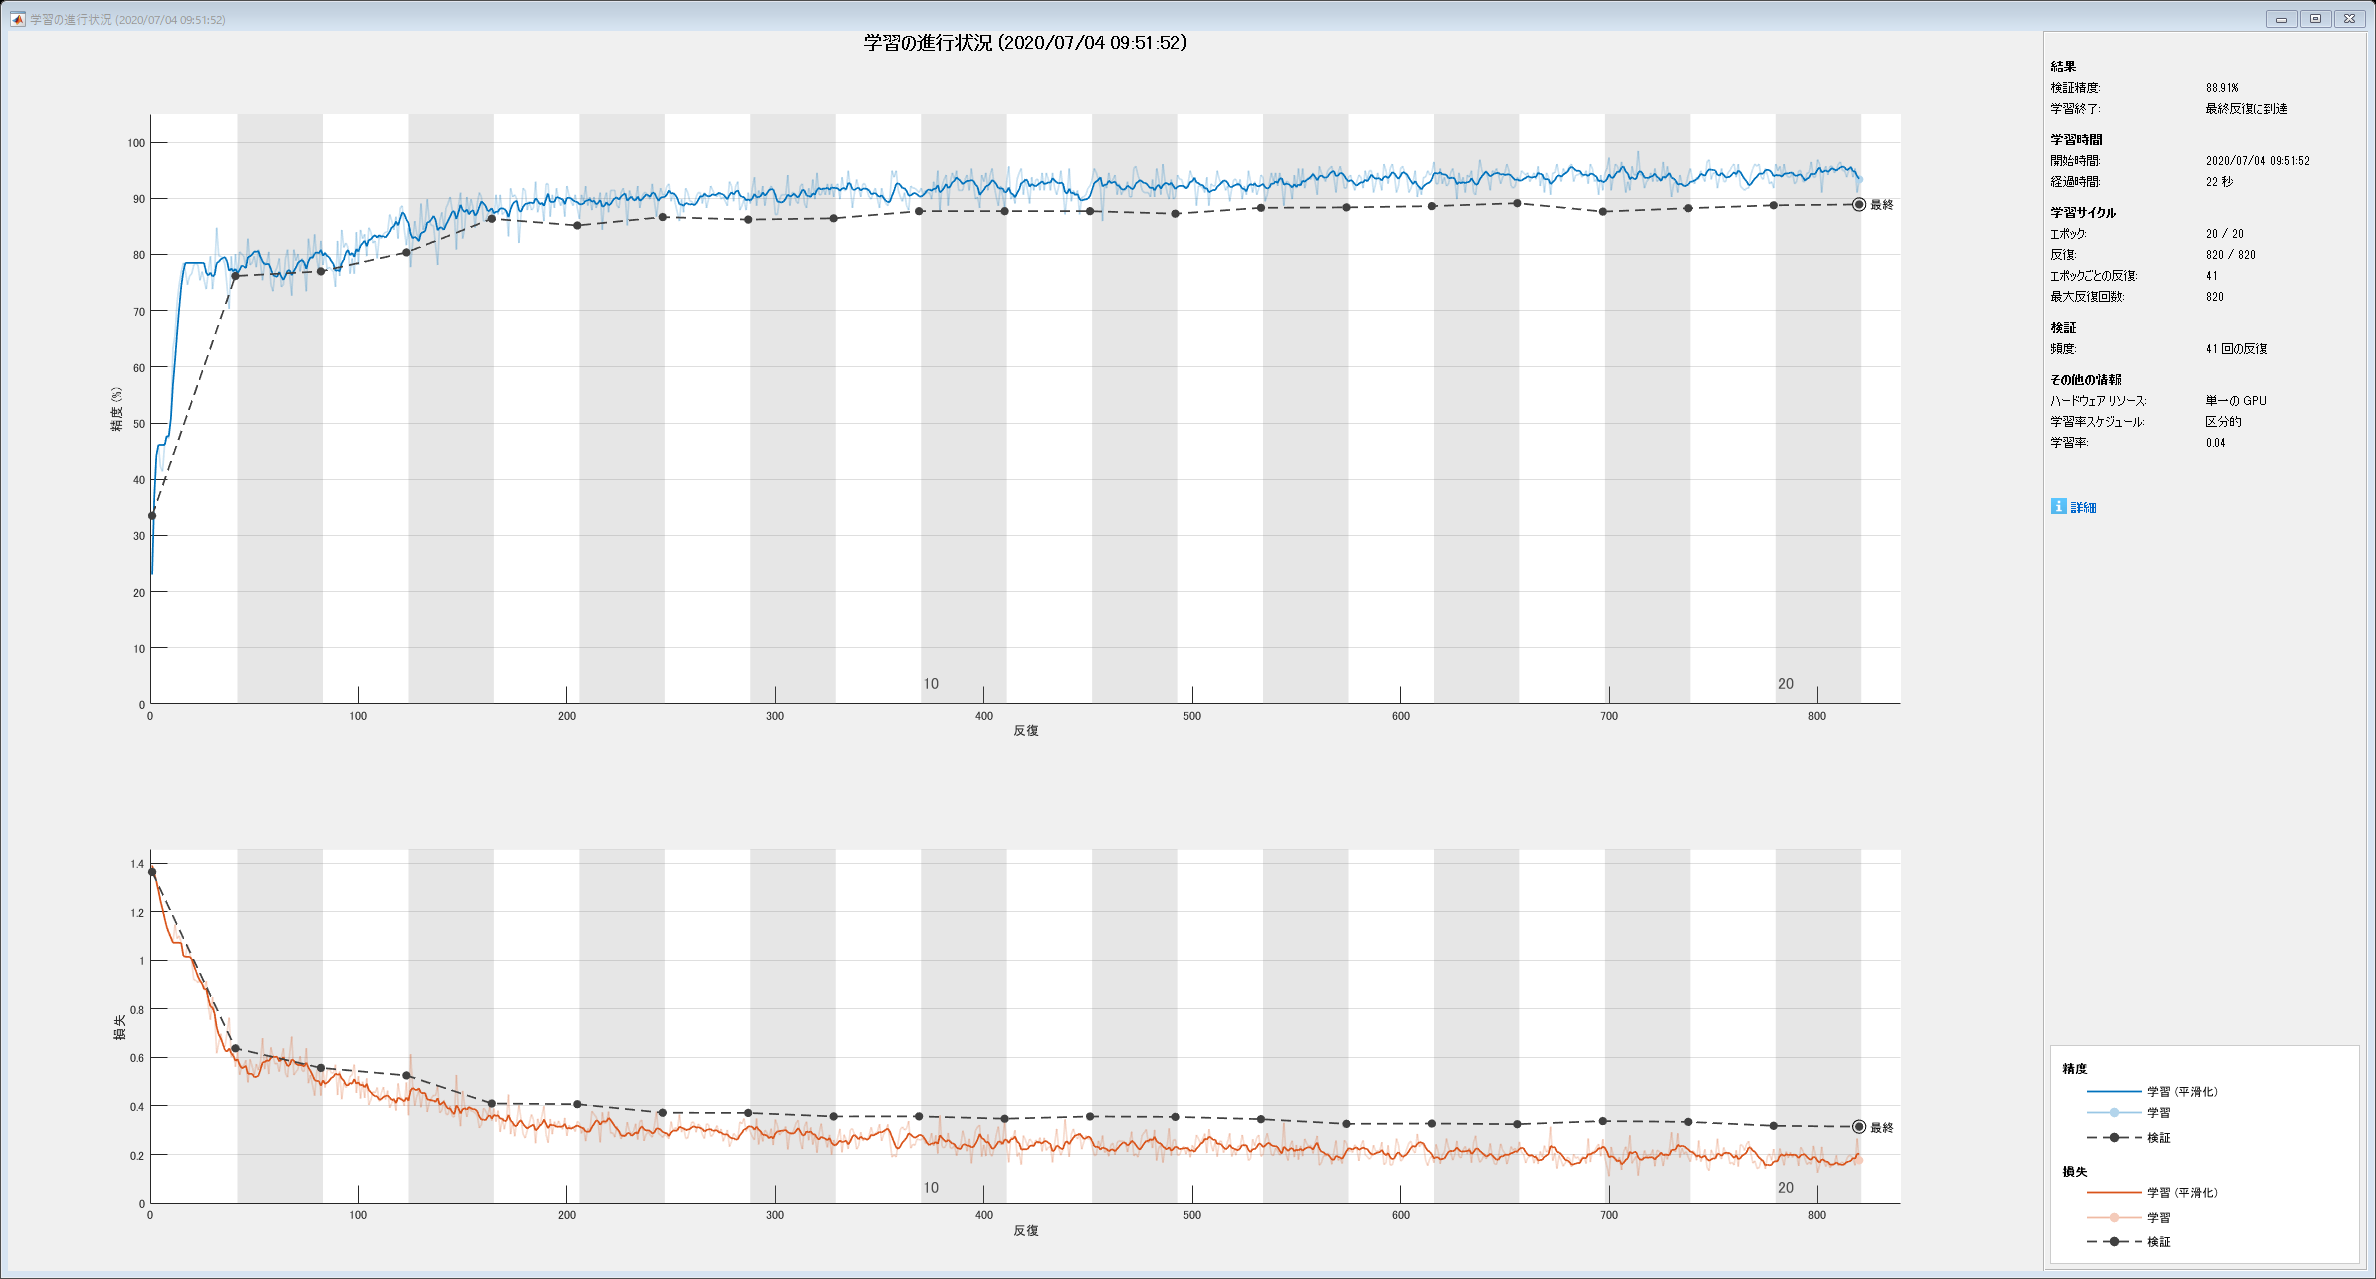 学習の進行状況 (2020/07/04 09:51:52)
学習の進行状況 (2020/07/04 09:51:52)
100
90
80
70
60
50
40
30
20
10
0
精度 (%)
最終
10
20
0
100
200
300
400
500
600
700
800
反復
1.4
1.2
1
0.8
0.6
0.4
0.2
0
損失
最終
10
20
0
100
200
300
400
500
600
700
800
反復
結果
検証精度: 88.91%
学習終了: 最終反復に到達
学習時間
開始時間: 2020/07/04 09:51:52
経過時間: 22 秒
学習サイクル
エポック: 20 / 20
反復: 820 / 820
エポックごとの反復: 41
最大反復回数: 820
検証
頻度: 41 回の反復
その他の情報
ハードウェア リソース: 単一の GPU
学習率スケジュール: 区分的
学習率: 0.04
i 詳細
精度
学習 (平滑化)
学習
検証
損失
学習 (平滑化)
学習
検証